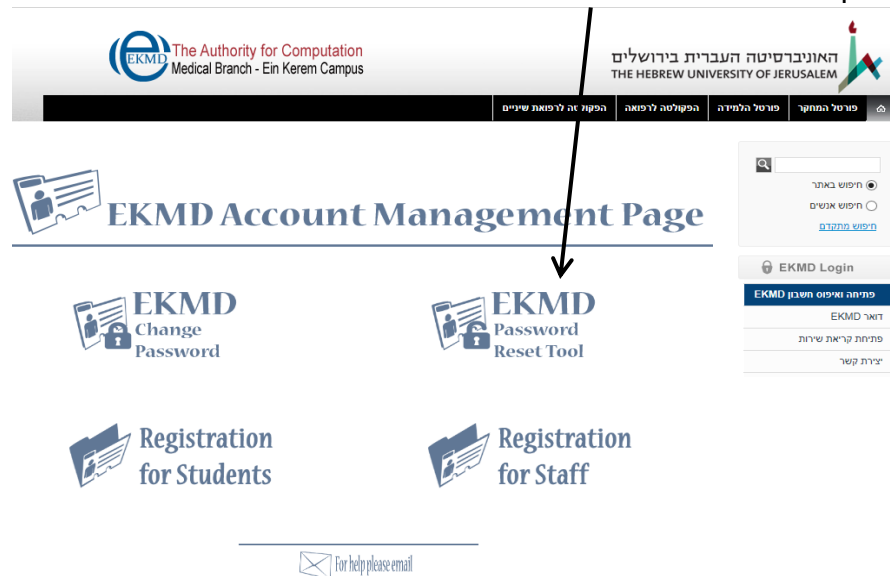 EKMD
The Authority for Computation
Medical Branch - Ein Kerem Campus
האוניברסיטה העברית בירושלים
THE HEBREW UNIVERSITY OF JERUSALEM
פורטל המחקר
פורטל הלמידה
הפקולטה לרפואה
הפקולטה לרפואת שיניים
חיפוש באתר
חיפוש אנשים
חיפוש מתקדם
EKMD Account Management Page
EKMD Login
פתיחה ואיפוס חשבון EKMD
דואר EKMD
פתיחת קריאת שירות
יצירת קשר
EKMD
Change
Password
EKMD
Password
Reset Tool
Registration
for Students
Registration
for Staff
For help please email